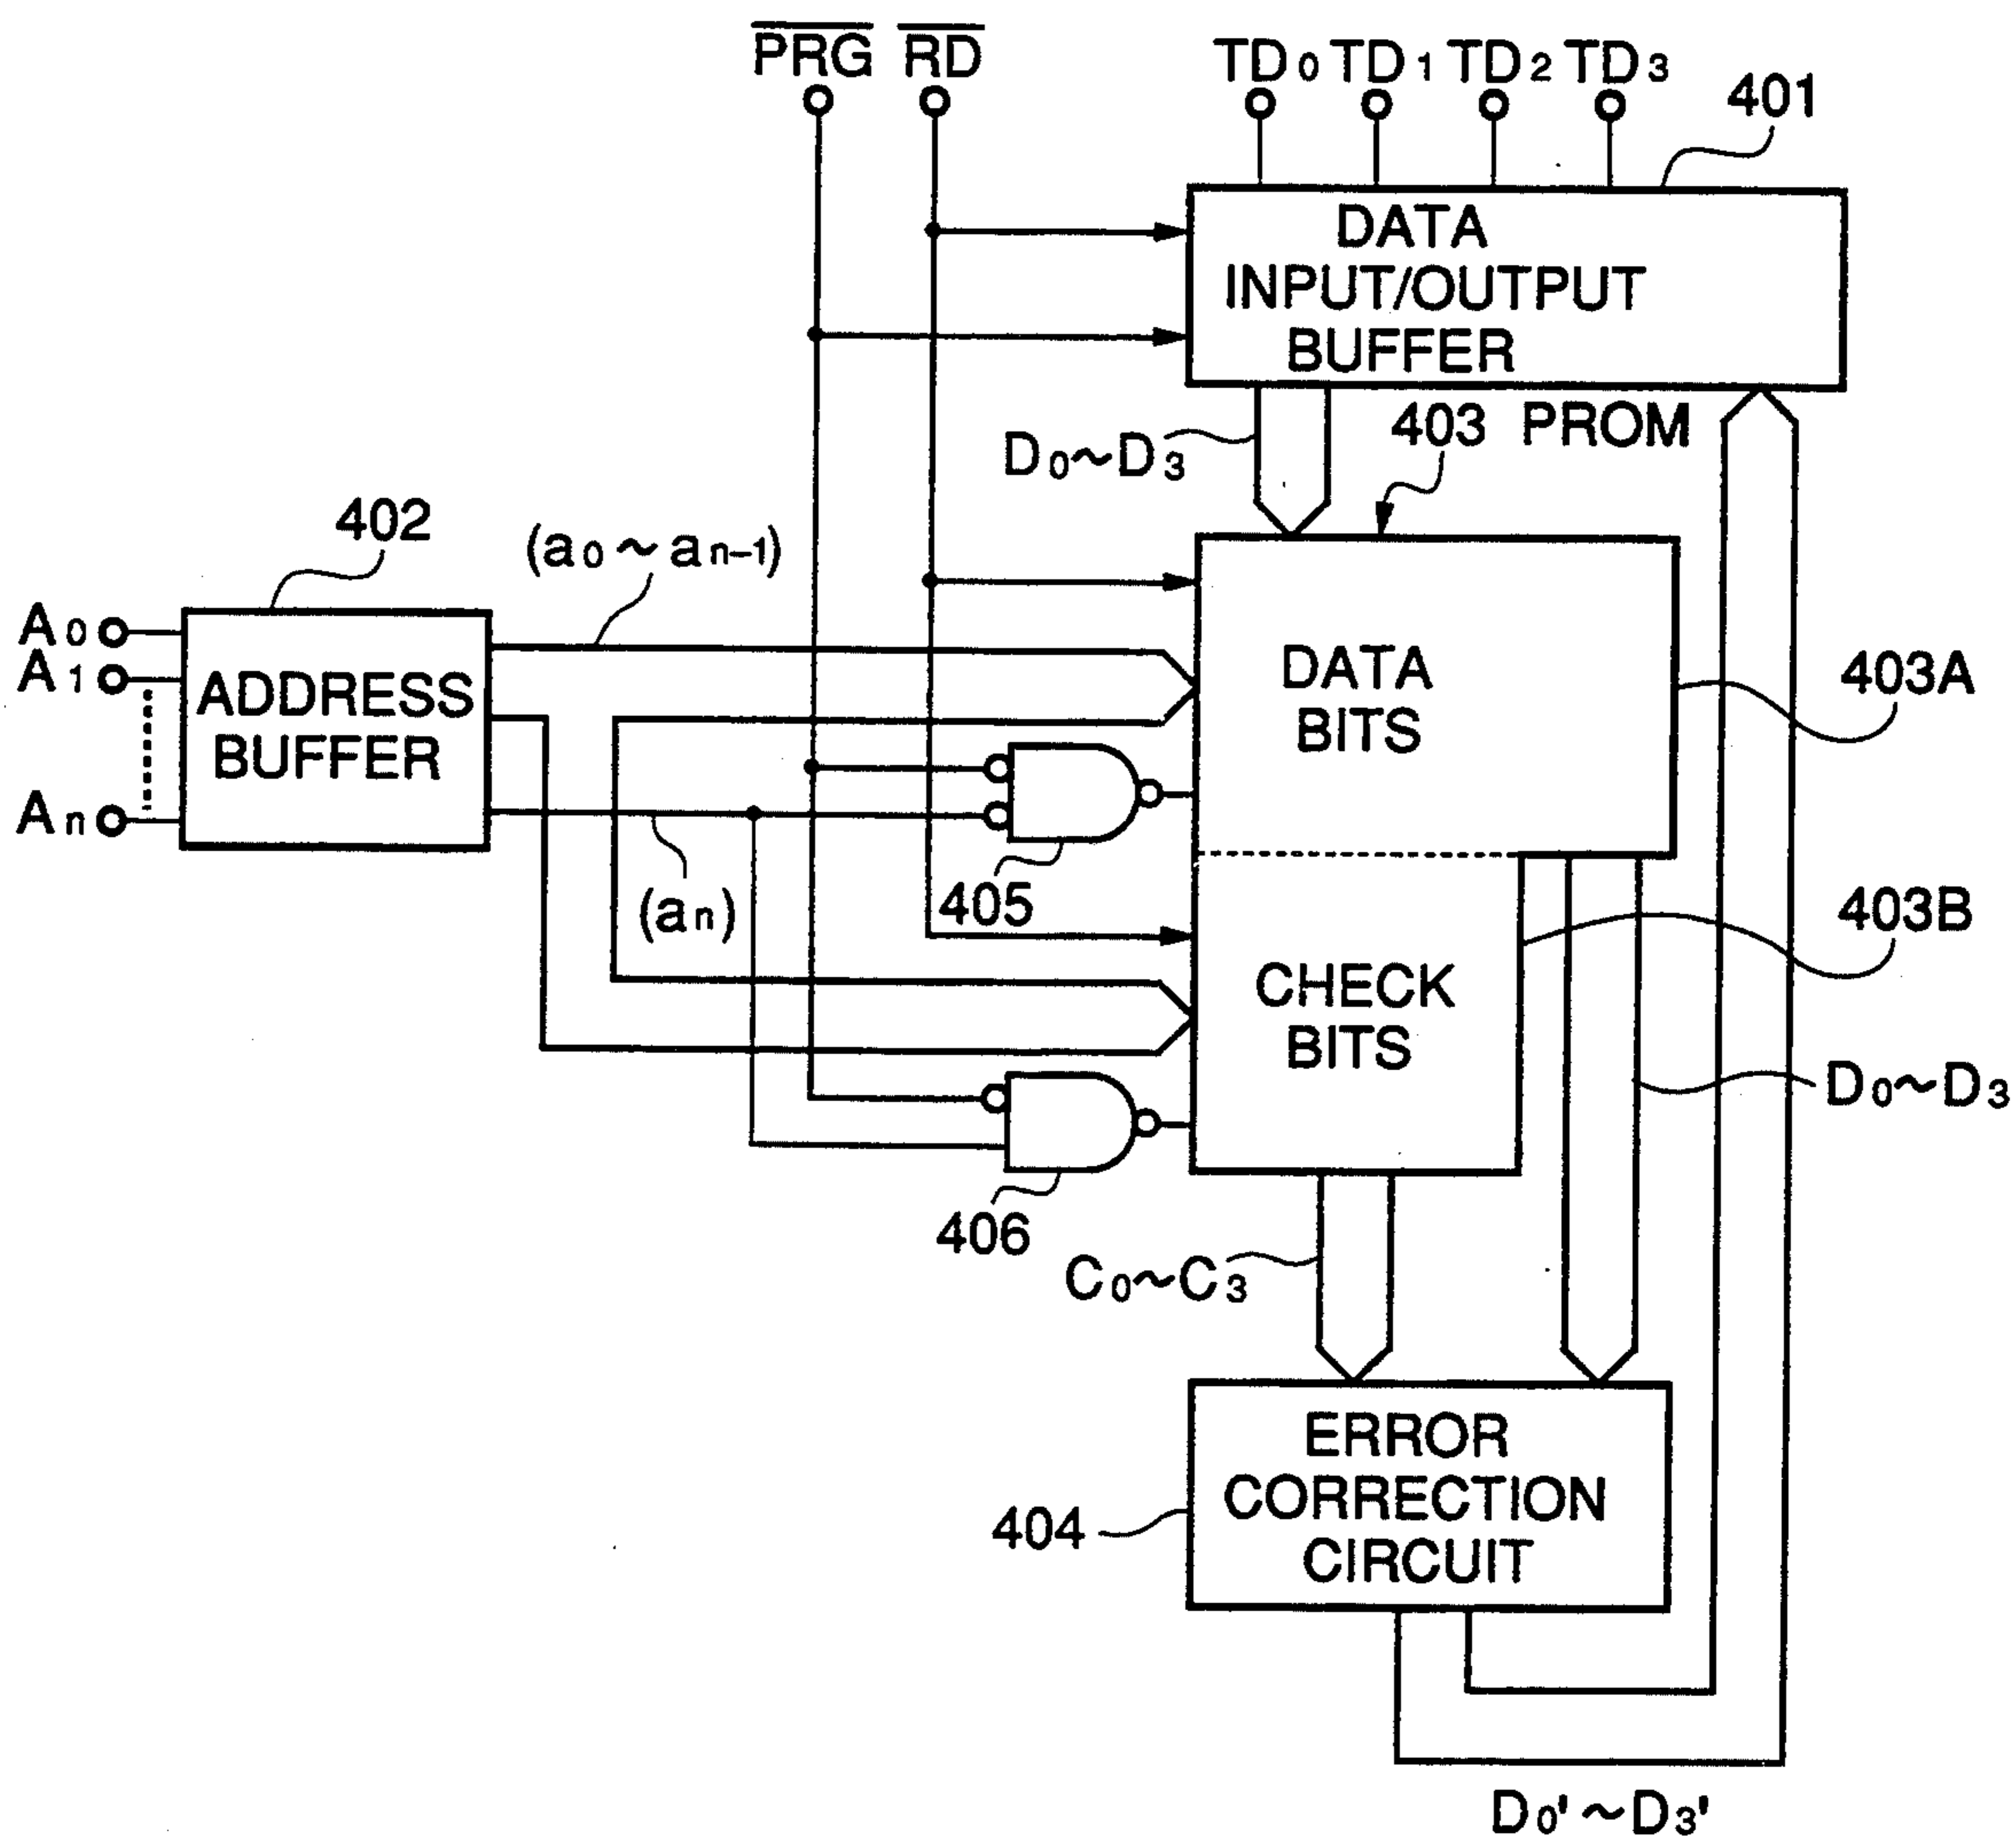 PRG RD
TD0 TD1 TD2 TD3
401
DATA
INPUT/OUTPUT
BUFFER
D0~D3
403 PROM
402
(a0~an-1)
A0
A1
An
ADDRESS
BUFFER
DATA
BITS
403A
405
(an)
403B
CHECK
BITS
D0~D3
406
C0~C3
ERROR
CORRECTION
CIRCUIT
404
D0'~D3'